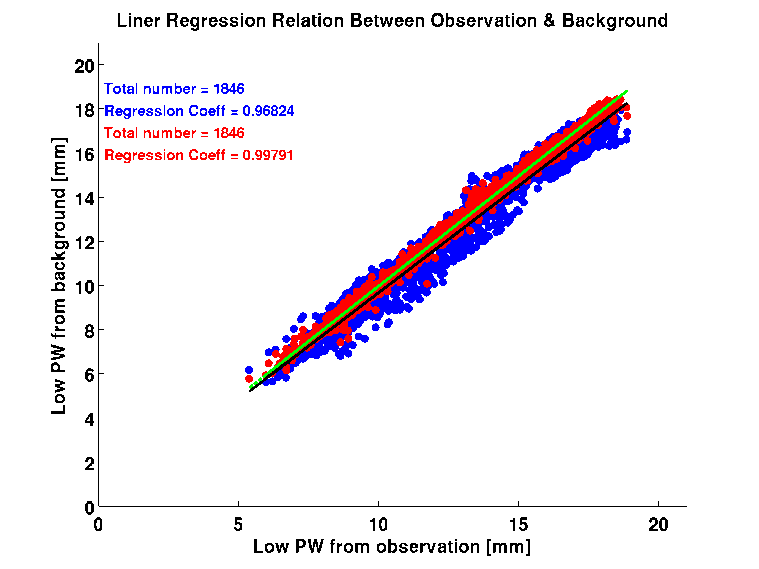 Liner Regression Relation Between Observation & Background
20
Total number = 1846
18
Regression Coeff = 0.96824
Total number = 1846
16
Regression Coeff = 0.99791
14
12
10
8
6
4
2
0
Low PW from background [mm]
0 5 10 15 20
Low PW from observation [mm]